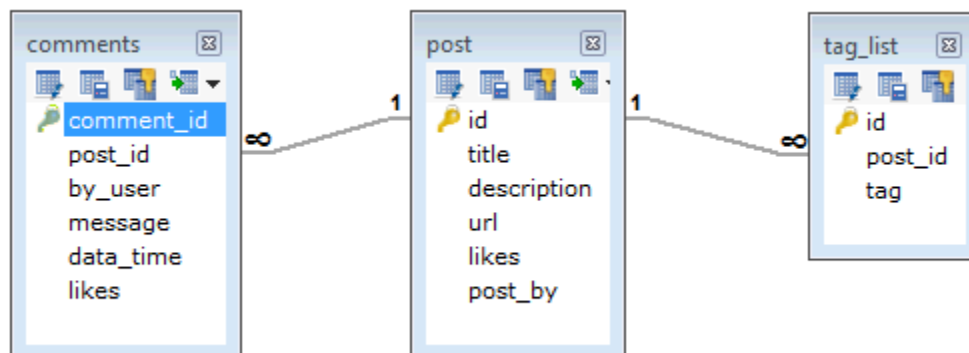 comments
comment_id
post_id
by_user
message
data_time
likes
∞
1
post
id
title
description
url
likes
post_by
1
∞
tag_list
id
post_id
tag